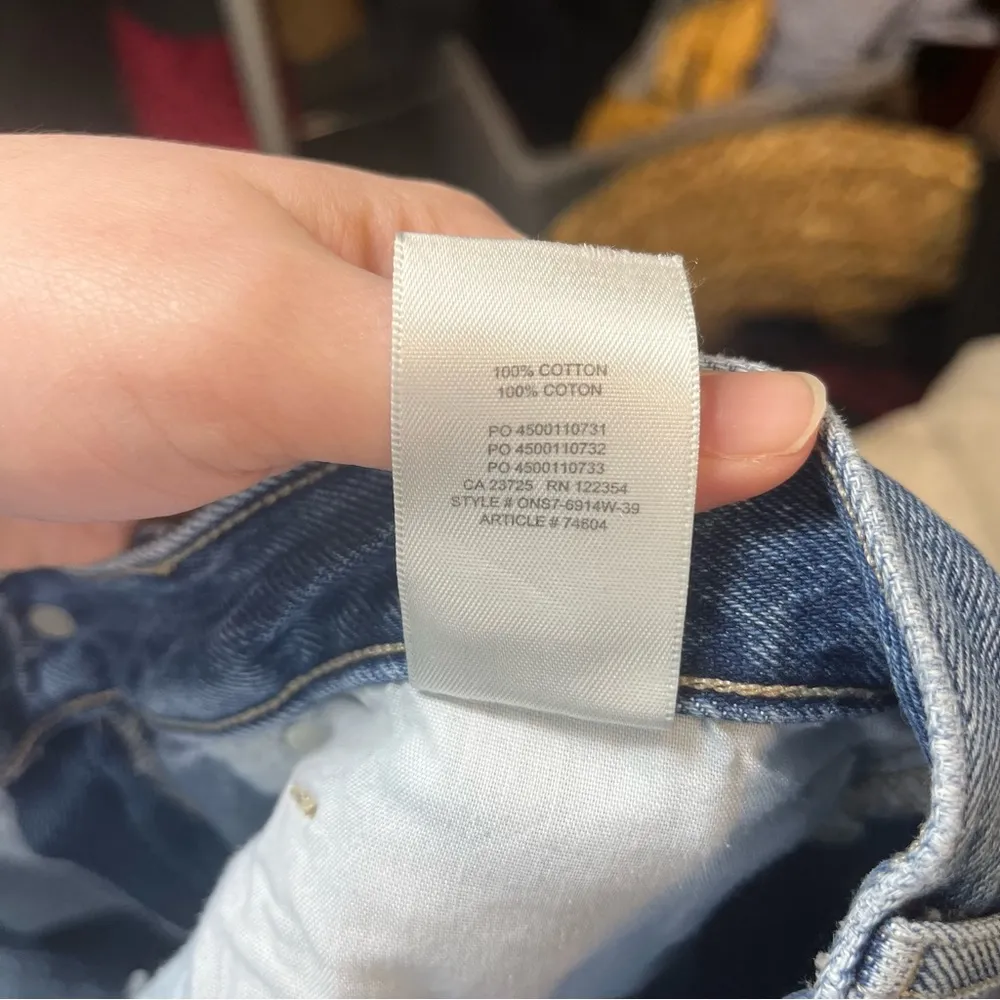 100% COTTON
100% COTON
PO 4500110731
PO 4500110732
PO 4500110733
CA 23725 RN 122354
STYLE # ONS7-6914W-39
ARTICLE # 74604